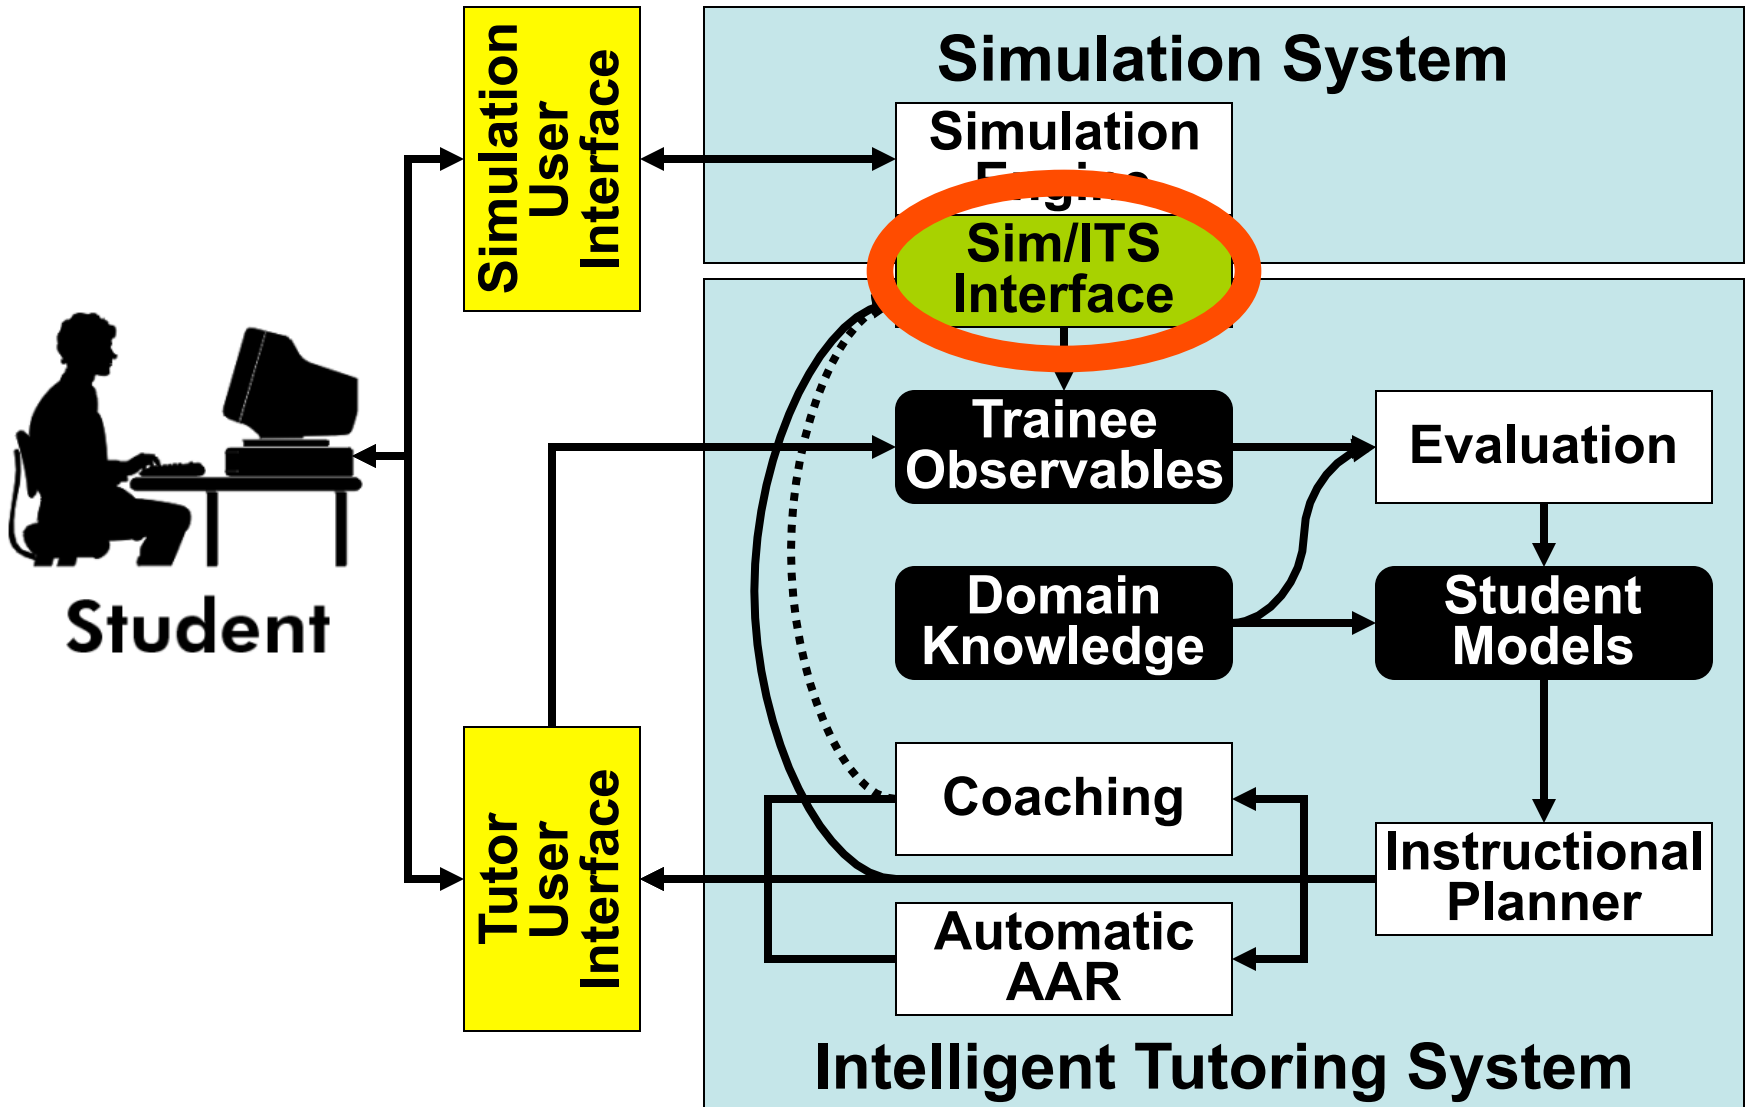 Simulation System
Simulation
User
Interface
Simulation
Engine
Sim/ITS
Interface
Trainee
Observables
Evaluation
Domain
Knowledge
Student
Models
Student
Tutor
User
Interface
Coaching
Instructional
Planner
Automatic
AAR
Intelligent Tutoring System